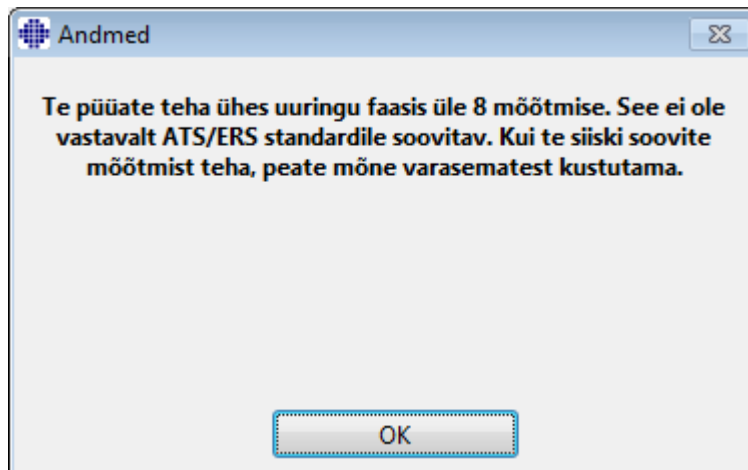 Andmed
Te püüate teha ühes uuringu faasis üle 8 mõõtmise. See ei ole
vastavalt ATS/ERS standardile soovitav. Kui te siiski soovite
mõõtmist teha, peate mõne varasematest kustutama.
OK